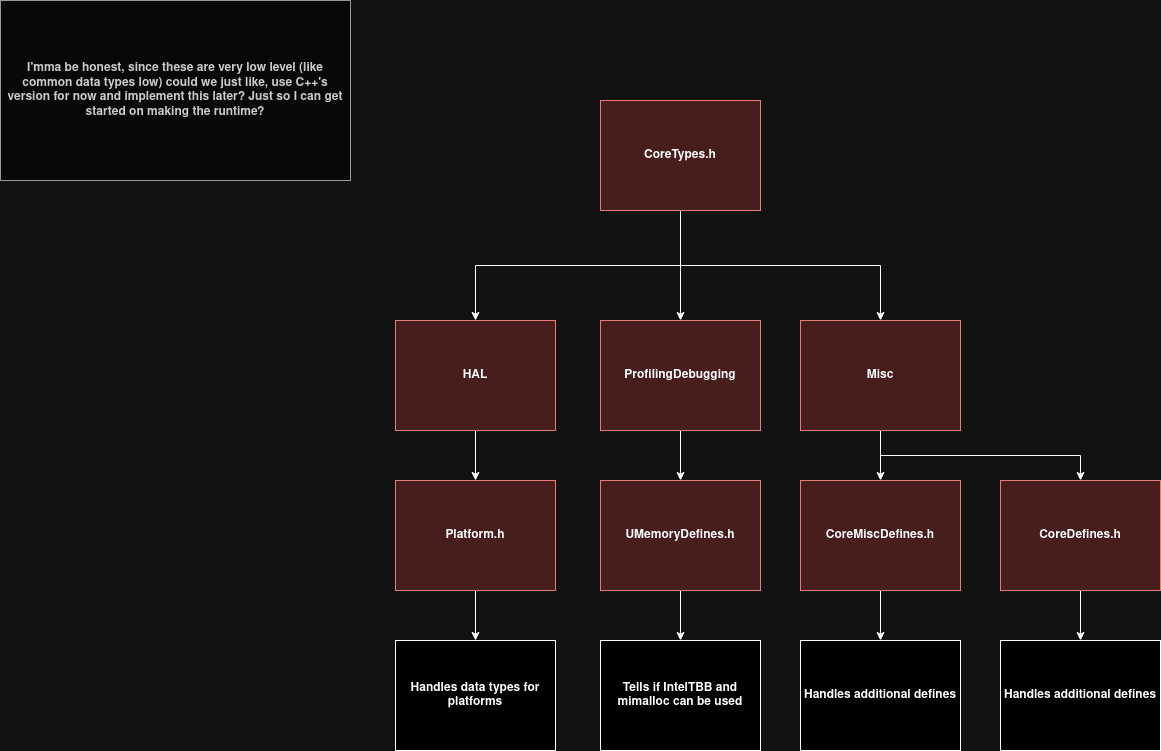 I'mma be honest, since these are very low level (like
common data types low) could we just like, use C++'s
version for now and implement this later? Just so I can get
started on making the runtime?
CoreTypes.h
HAL
ProfilingDebugging
Misc
Platform.h
UMemoryDefines.h
CoreMiscDefines.h
CoreDefines.h
Handles data types for
platforms
Tells if IntelTBB and
mimalloc can be used
Handles additional defines
Handles additional defines